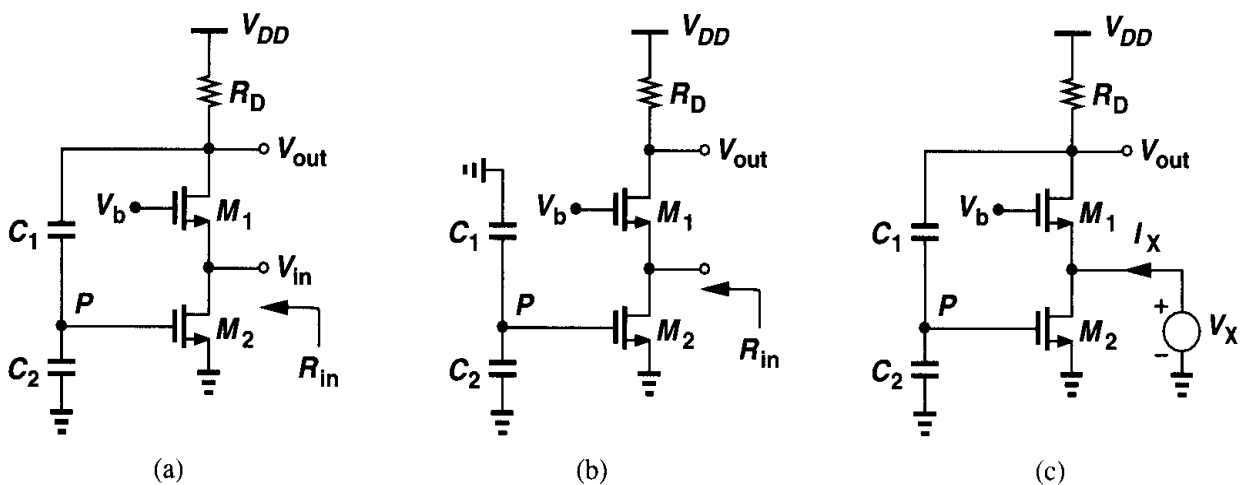 V_DD
R_D
V_out
V_b
M_1
C_1
V_in
P
M_2
C_2
R_in
(a)
V_DD
R_D
V_out
V_b
M_1
C_1
P
M_2
C_2
R_in
(b)
V_DD
R_D
V_out
V_b
M_1
C_1
I_X
P
+
M_2
V_X
−
C_2
(c)